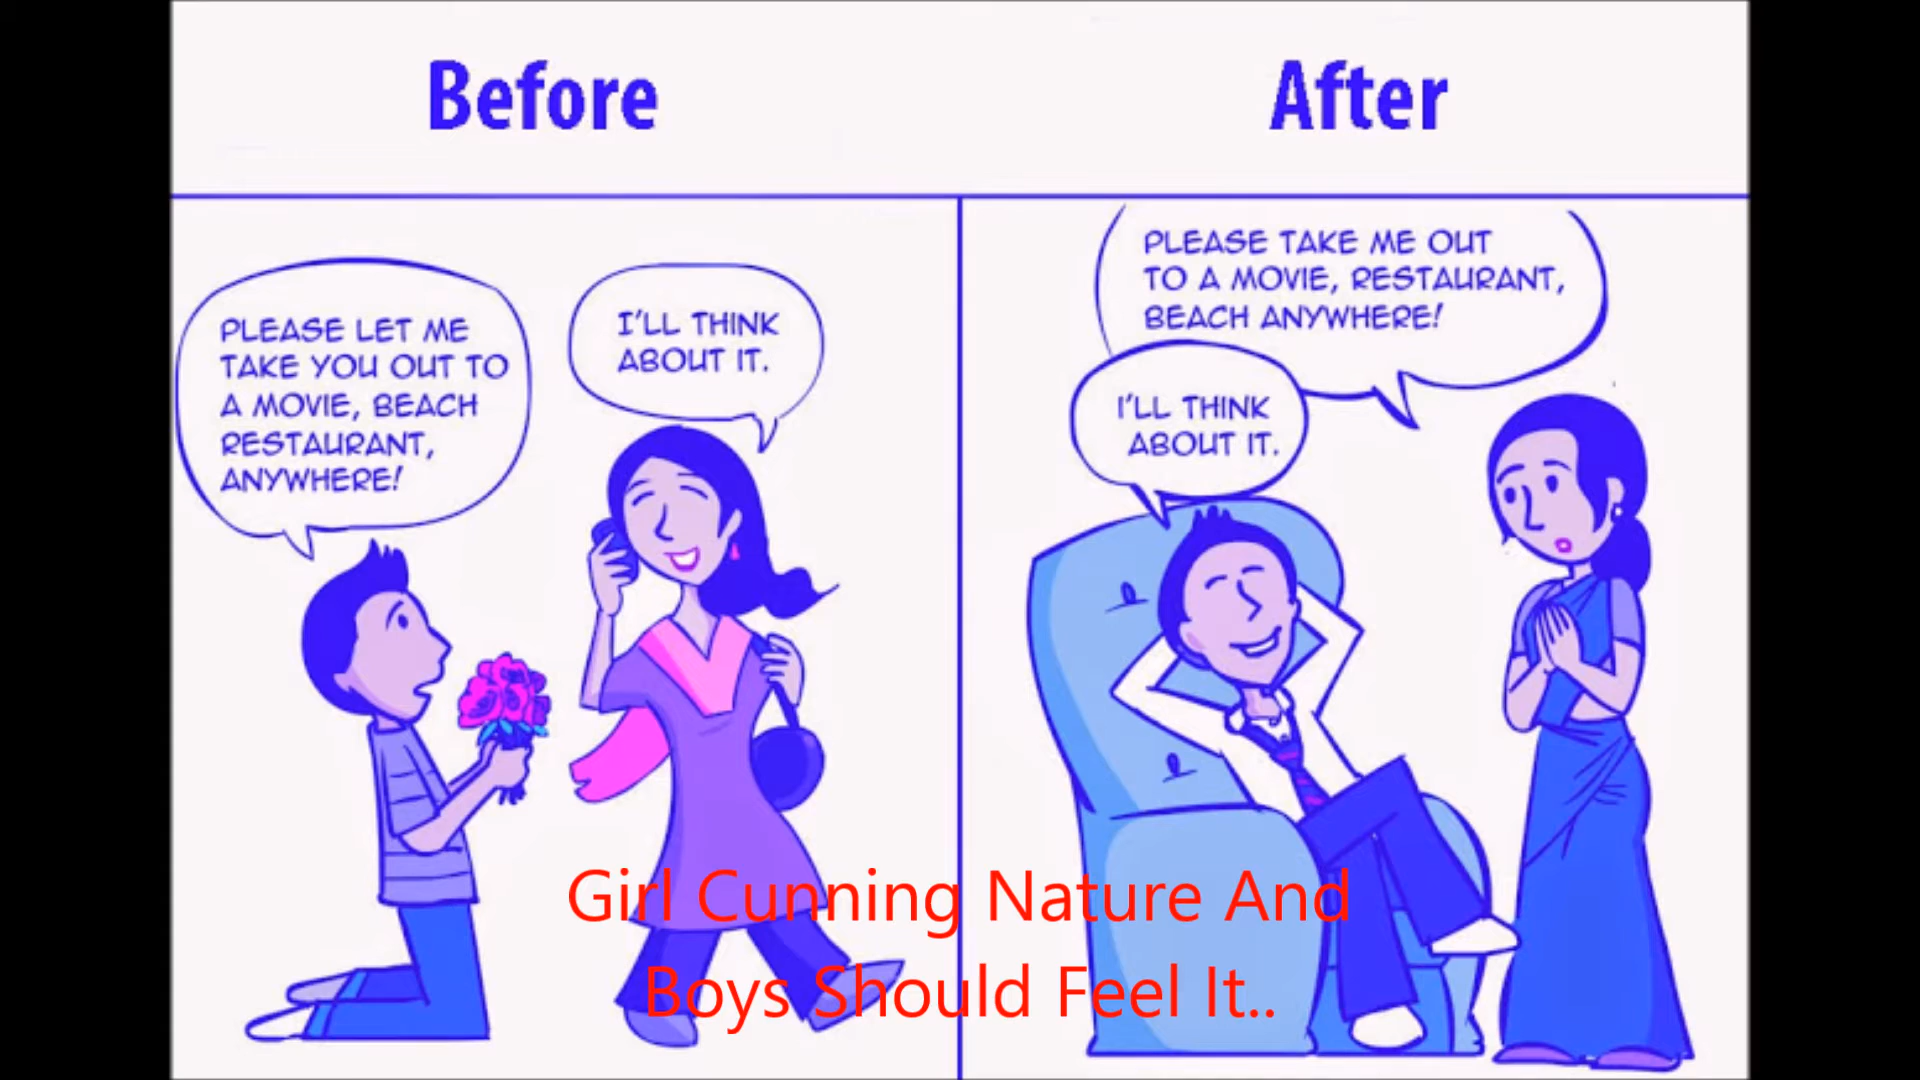 Before
After
PLEASE LET ME
TAKE YOU OUT TO
A MOVIE, BEACH
RESTAURANT,
ANYWHERE!
I'LL THINK
ABOUT IT.
PLEASE TAKE ME OUT
TO A MOVIE, RESTAURANT,
BEACH ANYWHERE!
I'LL THINK
ABOUT IT.
Girl Cunning Nature And
Boys Should Feel It..